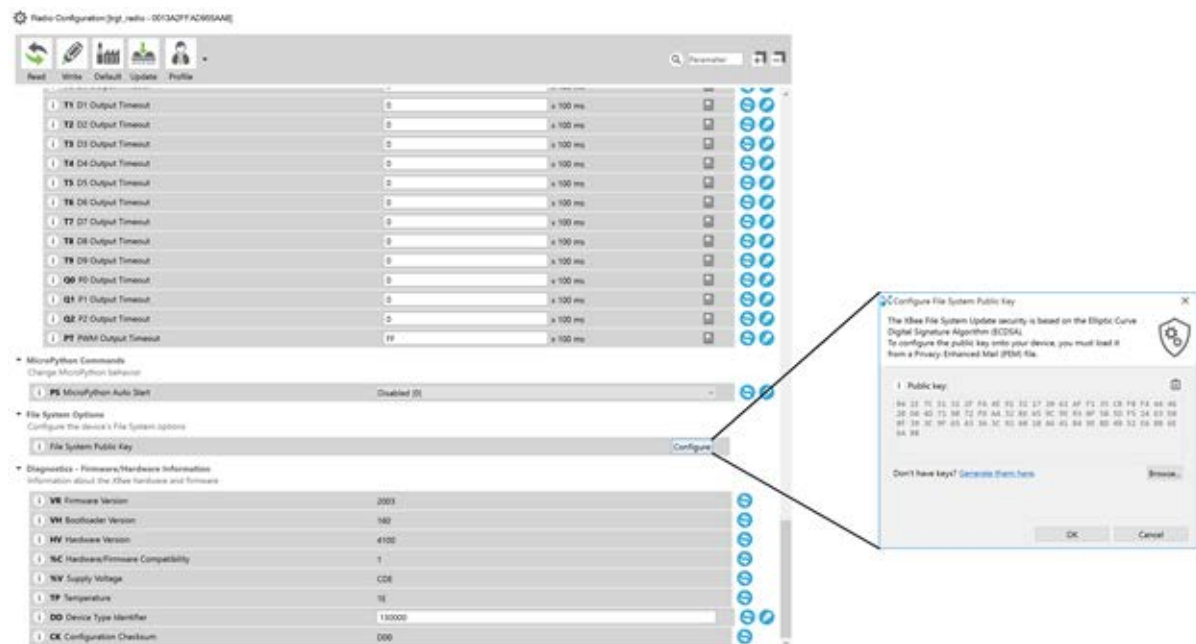 Radio Configuration [trgt_radio - 0013A2FFAD955AA8]
Read Write Default Update Profile
Parameter
T1 D1 Output Timeout 0 x 100 ms
T2 D2 Output Timeout 0 x 100 ms
T3 D3 Output Timeout 0 x 100 ms
T4 D4 Output Timeout 0 x 100 ms
T5 D5 Output Timeout 0 x 100 ms
T6 D6 Output Timeout 0 x 100 ms
T7 D7 Output Timeout 0 x 100 ms
T8 D8 Output Timeout 0 x 100 ms
T9 D9 Output Timeout 0 x 100 ms
Q0 P0 Output Timeout 0 x 100 ms
Q1 P1 Output Timeout 0 x 100 ms
Q2 P2 Output Timeout 0 x 100 ms
PT PWM Output Timeout FF x 100 ms
MicroPython Commands
Change MicroPython behavior
PS MicroPython Auto Start Disabled [0]
File System Options
Configure the device's File System options
File System Public Key Configure
Diagnostics - Firmware/Hardware Information
Information about the XBee hardware and firmware
VR Firmware Version 2003
VH Bootloader Version 162
HV Hardware Version 4100
%C Hardware/Firmware Compatibility 1
%V Supply Voltage CDE
TP Temperature 1E
DD Device Type Identifier 130000
CK Configuration Checksum D00
Configure File System Public Key
The XBee File System Update security is based on the Elliptic Curve
Digital Signature Algorithm (ECDSA).
To configure the public key onto your device, you must load it
from a Privacy-Enhanced Mail (PEM) file.
Public key:
Don't have keys? Generate them here. Browse...
OK Cancel